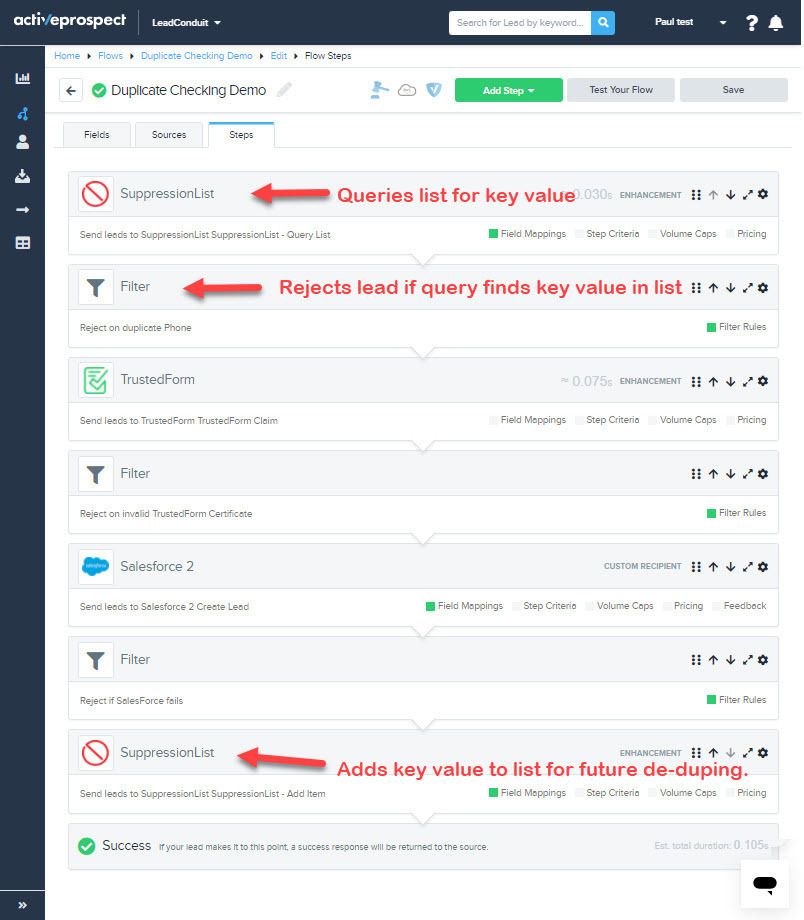 activeprospect LeadConduit Search for Lead by keyword... Paul test ?
Home Flows Duplicate Checking Demo Edit Flow Steps
Duplicate Checking Demo Add Step Test Your Flow Save
Fields Sources Steps
SuppressionList Queries list for key value ≈ 0.030s ENHANCEMENT
Send leads to SuppressionList SuppressionList - Query List Field Mappings Step Criteria Volume Caps Pricing
Filter Rejects lead if query finds key value in list
Reject on duplicate Phone Filter Rules
TrustedForm ≈ 0.075s ENHANCEMENT
Send leads to TrustedForm TrustedForm Claim Field Mappings Step Criteria Volume Caps Pricing
Filter
Reject on invalid TrustedForm Certificate Filter Rules
Salesforce 2 CUSTOM RECIPIENT
Send leads to Salesforce 2 Create Lead Field Mappings Step Criteria Volume Caps Pricing Feedback
Filter
Reject if SalesForce fails Filter Rules
SuppressionList ENHANCEMENT
Adds key value to list for future de-duping.
Send leads to SuppressionList SuppressionList - Add Item Field Mappings Step Criteria Volume Caps Pricing
Success If your lead makes it to this point, a success response will be returned to the source. Est. total duration: 0.105s